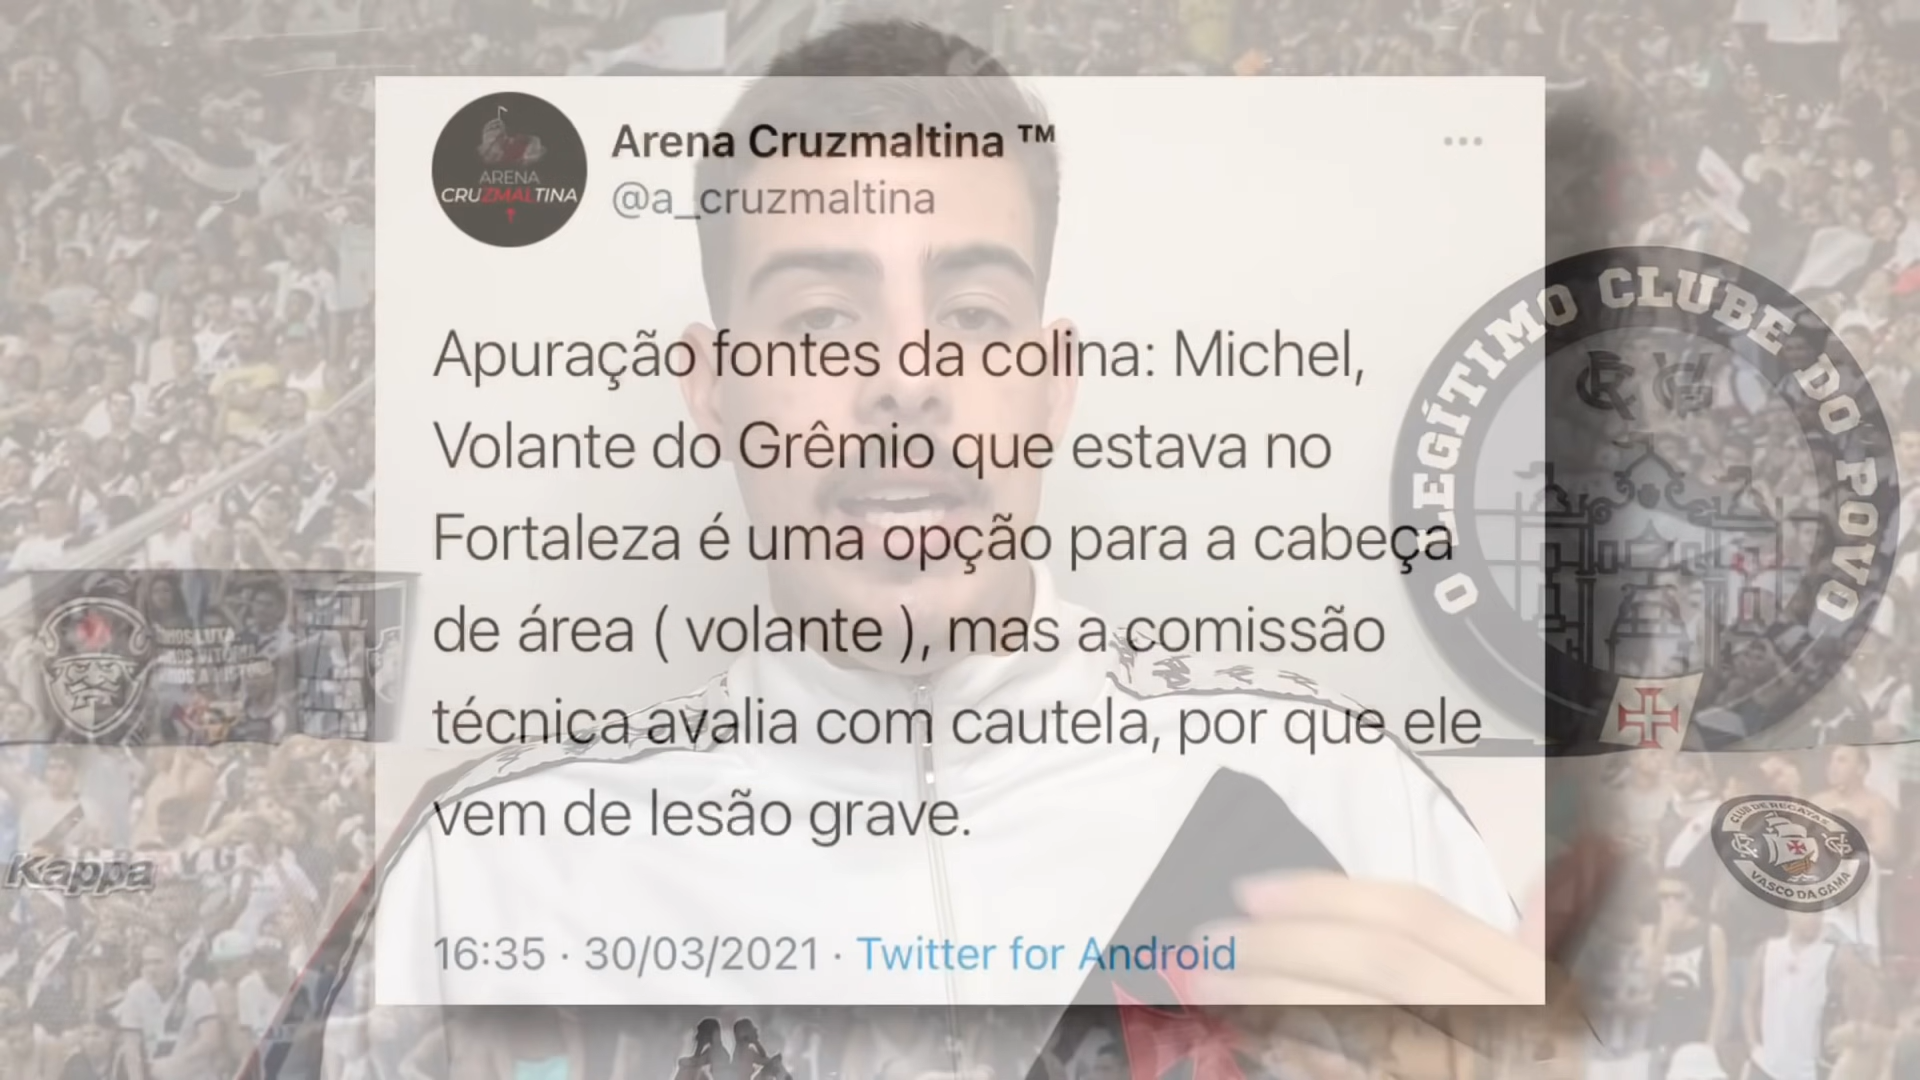 Arena Cruzmaltina ™
@a_cruzmaltina
ARENA
CRUZMALTINA
Apuração fontes da colina: Michel,
Volante do Grêmio que estava no
Fortaleza é uma opção para a cabeça
de área ( volante ), mas a comissão
técnica avalia com cautela, por que ele
vem de lesão grave.
16:35 · 30/03/2021 · Twitter for Android
O LEGÍTIMO CLUBE DO POVO
Kappa
CLUB DE REGATAS
VASCO DA GAMA